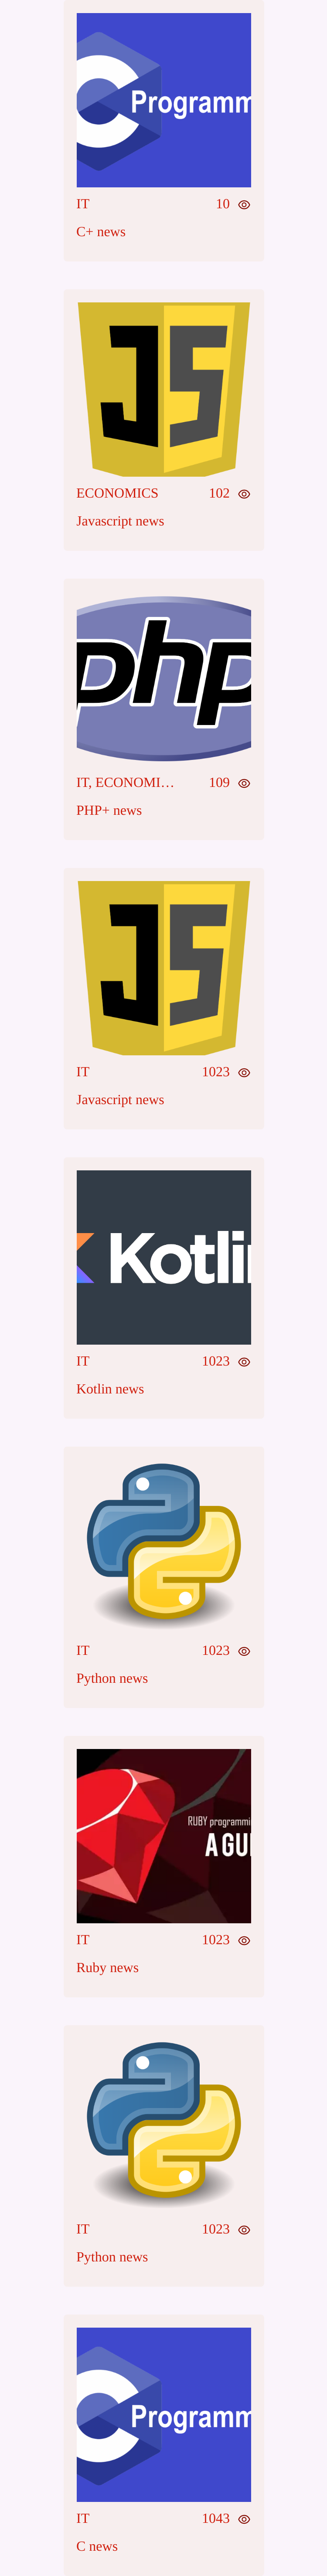 C Programm
IT 10
C+ news
JS
ECONOMICS 102
Javascript news
php
IT, ECONOMI… 109
PHP+ news
JS
IT 1023
Javascript news
Kotlin
IT 1023
Kotlin news
IT 1023
Python news
RUBY programmi
A GUI
IT 1023
Ruby news
IT 1023
Python news
C Programm
IT 1043
C news